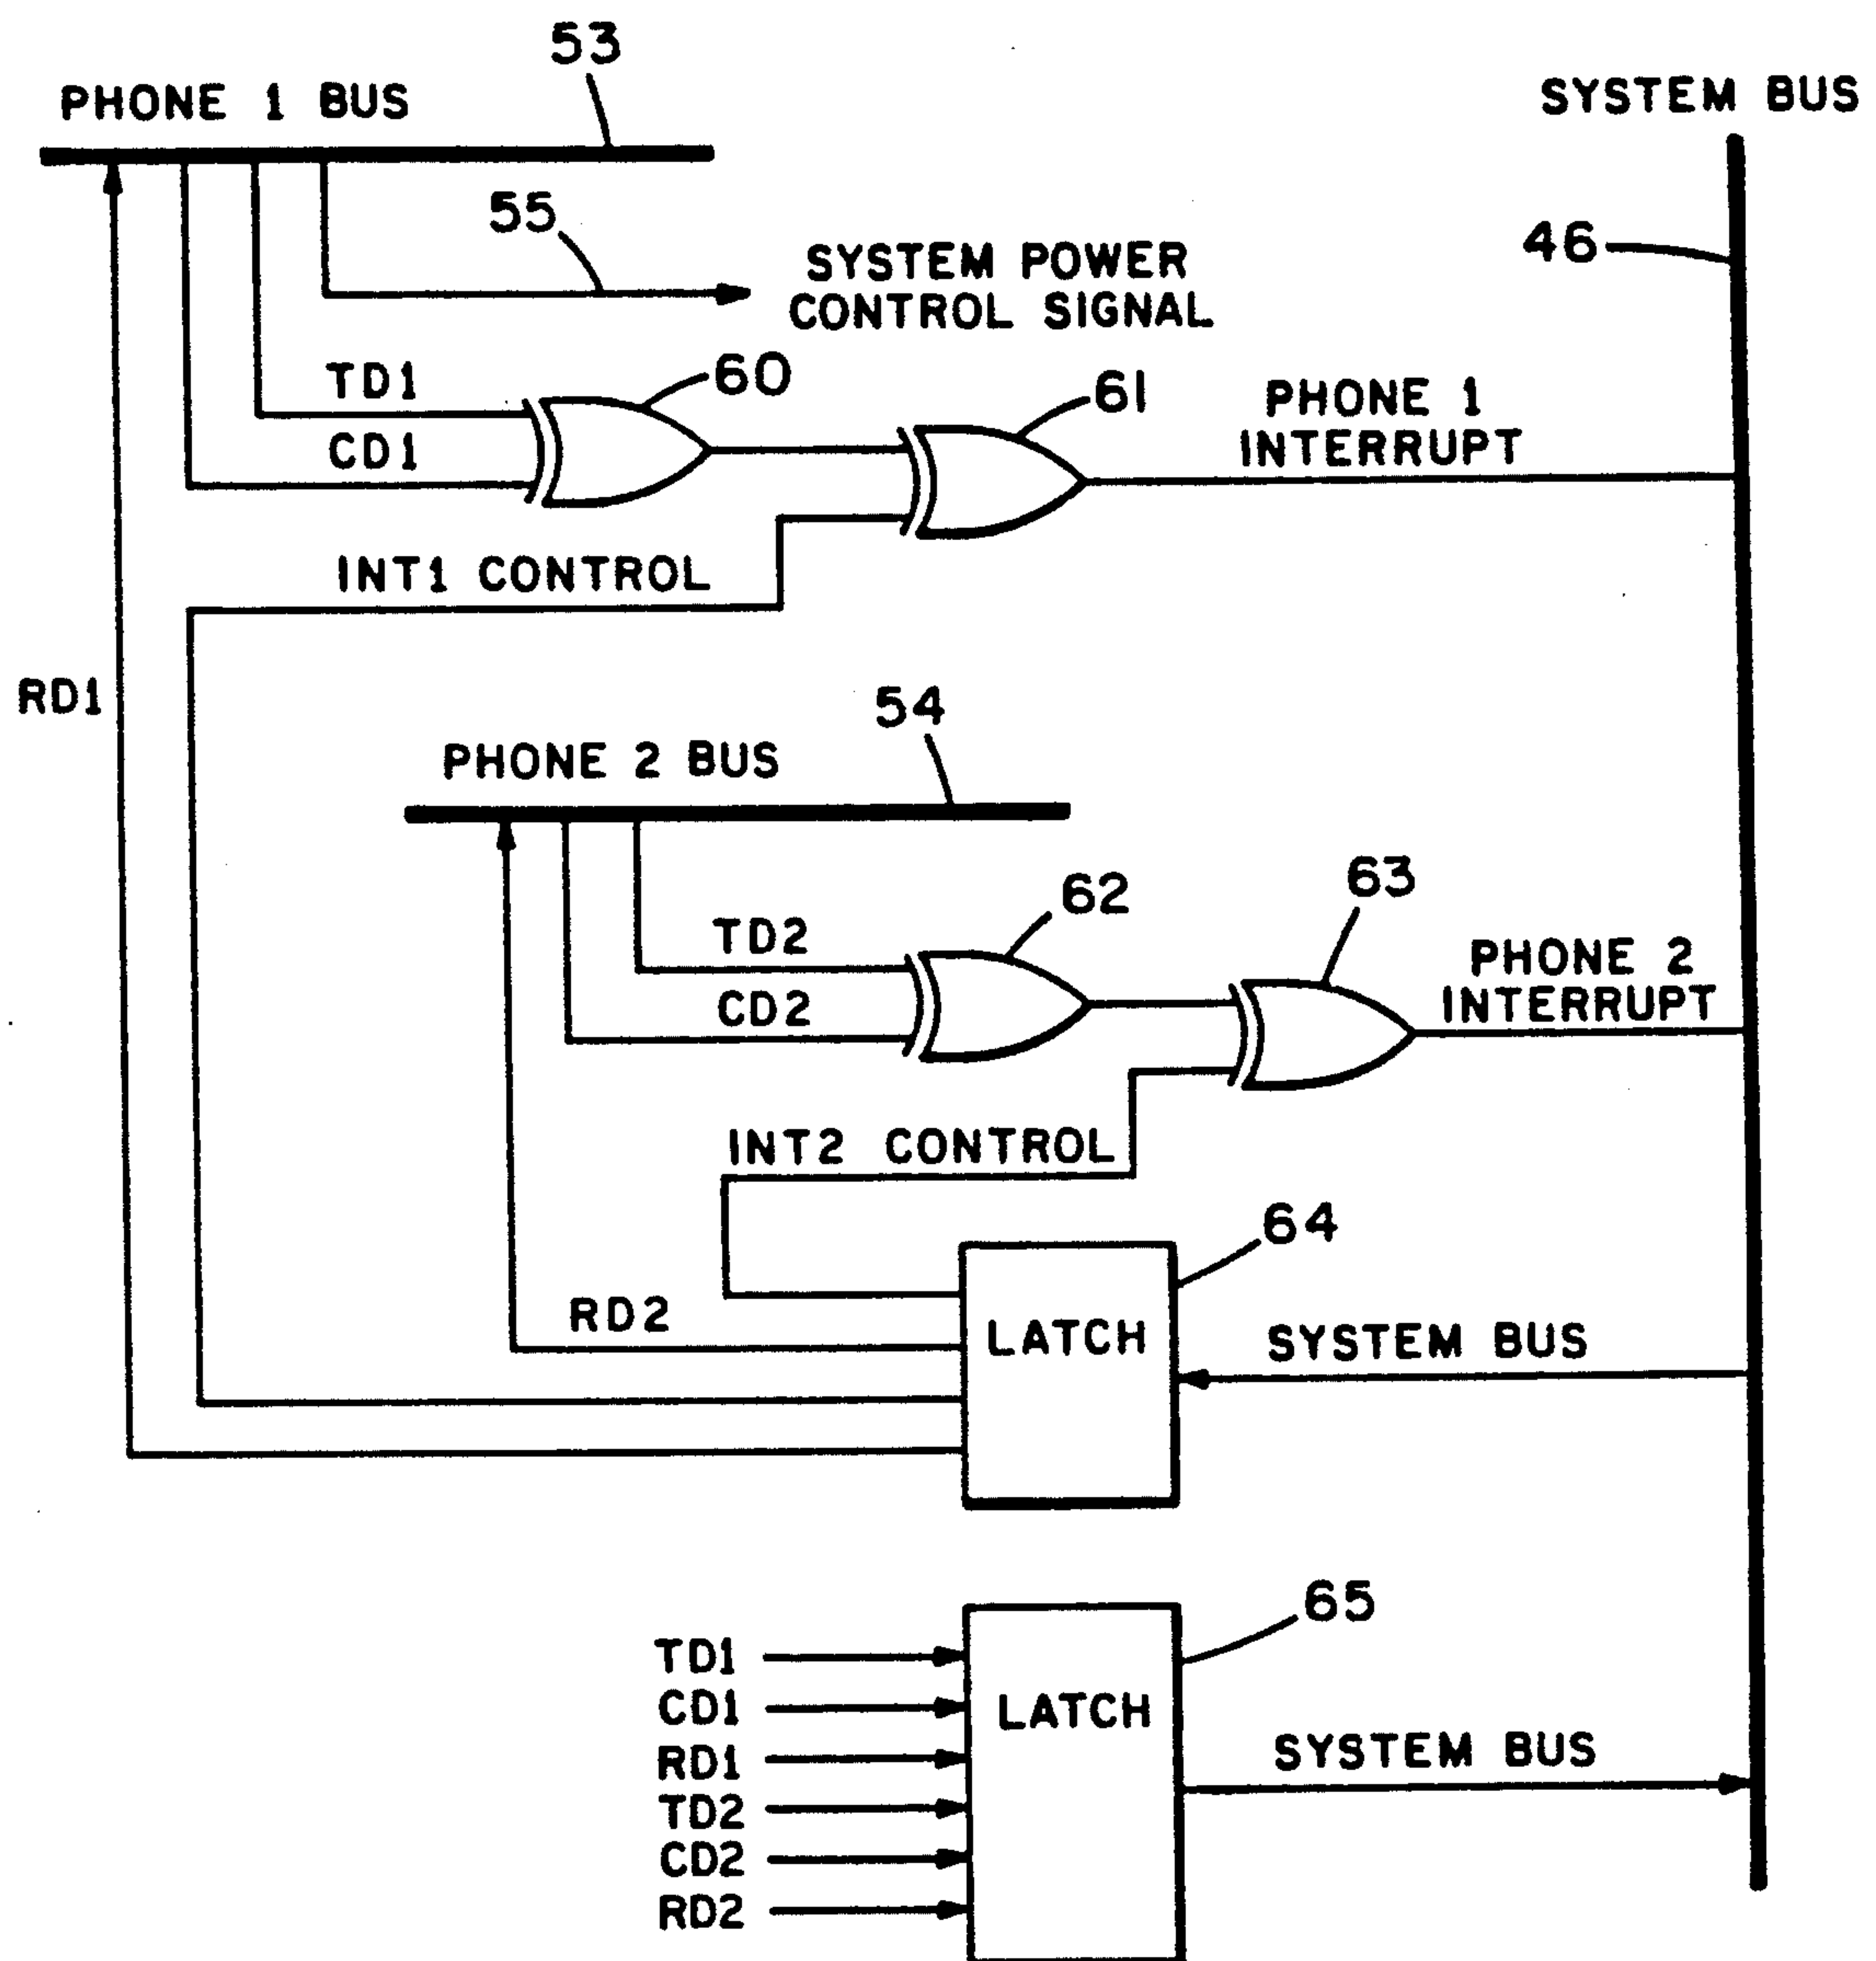 53
PHONE 1 BUS
SYSTEM BUS
55
46
SYSTEM POWER
CONTROL SIGNAL
TD1
60
61
PHONE 1
INTERRUPT
CD1
INT1 CONTROL
RD1
54
PHONE 2 BUS
62
63
TD2
PHONE 2
INTERRUPT
CD2
INT2 CONTROL
64
RD2
LATCH
SYSTEM BUS
65
TD1
CD1
LATCH
RD1
SYSTEM BUS
TD2
CD2
RD2